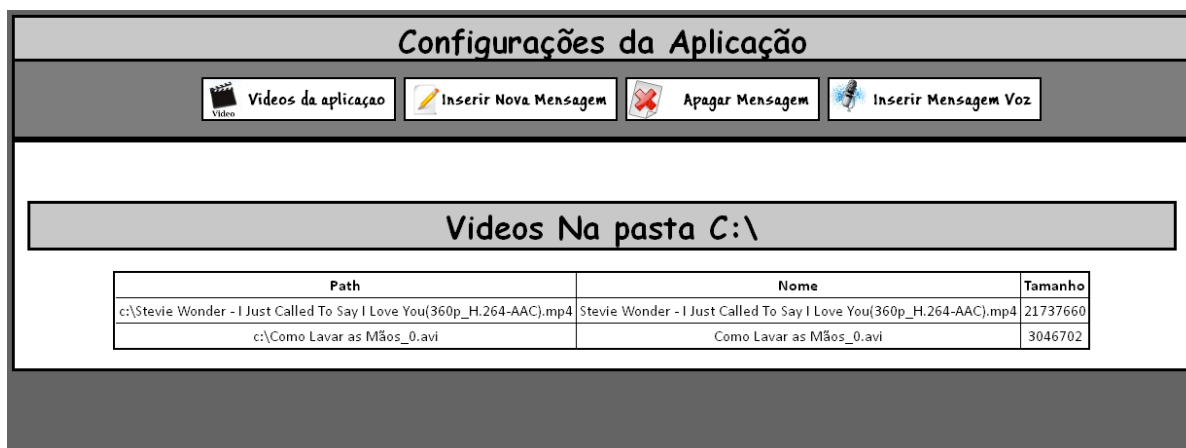 Configurações da Aplicação
Video Videos da aplicaçao Inserir Nova Mensagem Apagar Mensagem Inserir Mensagem Voz
Videos Na pasta C:\
Path Nome Tamanho
c:\Stevie Wonder - I Just Called To Say I Love You(360p_H.264-AAC).mp4 Stevie Wonder - I Just Called To Say I Love You(360p_H.264-AAC).mp4 21737660
c:\Como Lavar as Mãos_0.avi Como Lavar as Mãos_0.avi 3046702